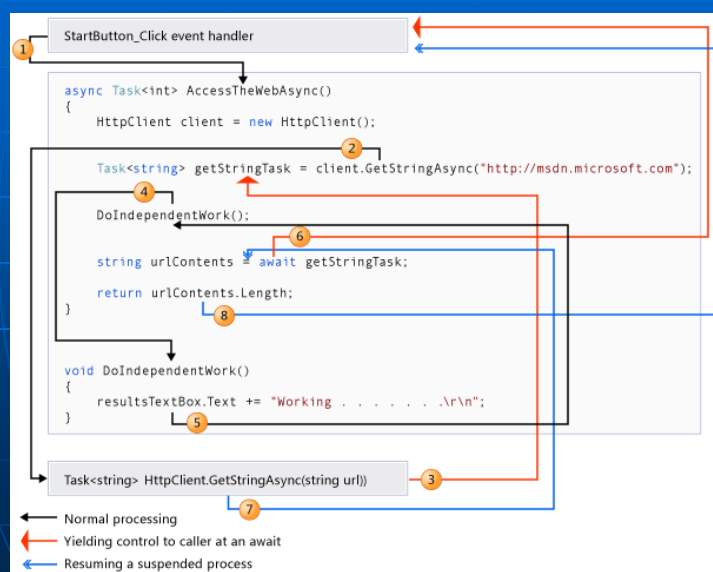 StartButton_Click event handler
1
async Task<int> AccessTheWebAsync()
{
HttpClient client = new HttpClient();
2
Task<string> getStringTask = client.GetStringAsync("http://msdn.microsoft.com");
4
DoIndependentWork();
6
string urlContents = await getStringTask;
return urlContents.Length;
}
8
void DoIndependentWork()
{
resultsTextBox.Text += "Working . . . . . . .\r\n";
}
5
Task<string> HttpClient.GetStringAsync(string url))
3
7
Normal processing
Yielding control to caller at an await
Resuming a suspended process